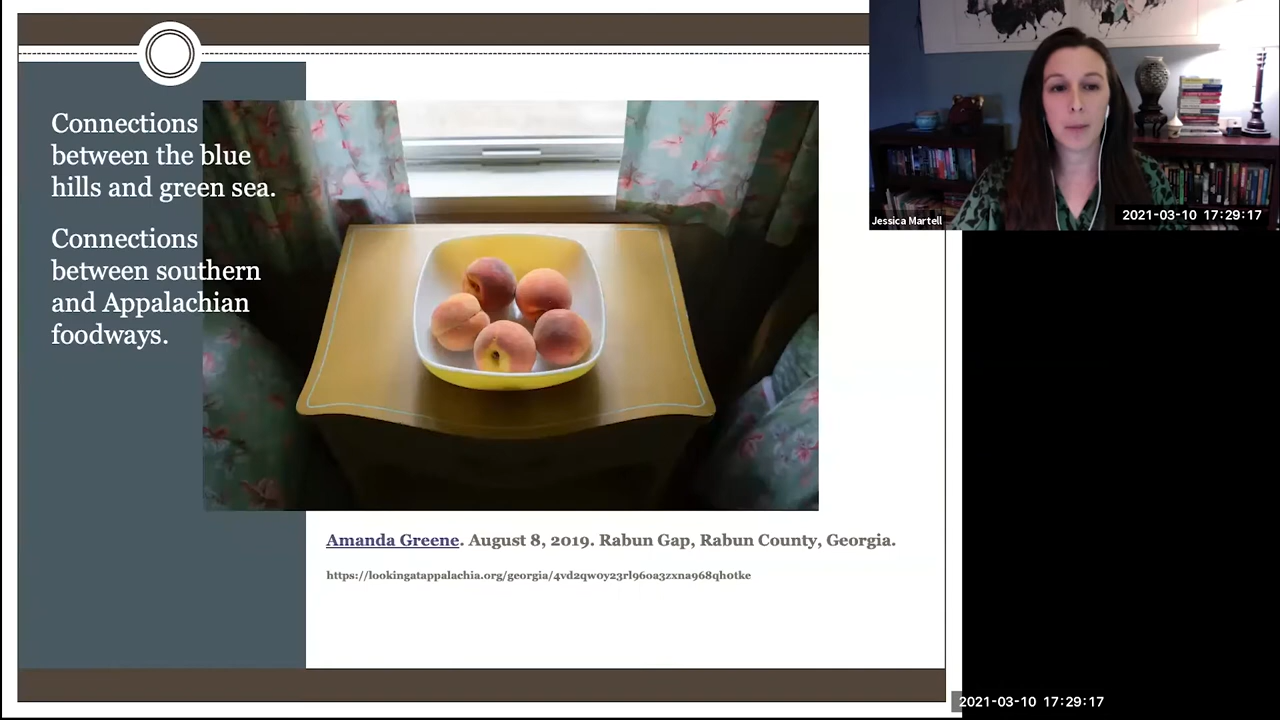 Connections
between the blue
hills and green sea.
Connections
between southern
and Appalachian
foodways.
Amanda Greene. August 8, 2019. Rabun Gap, Rabun County, Georgia.
https://lookingatappalachia.org/georgia/4vd2qw0y23rl96oa3zxna968qh0tke
Jessica Martell
2021-03-10 17:29:17
2021-03-10 17:29:17